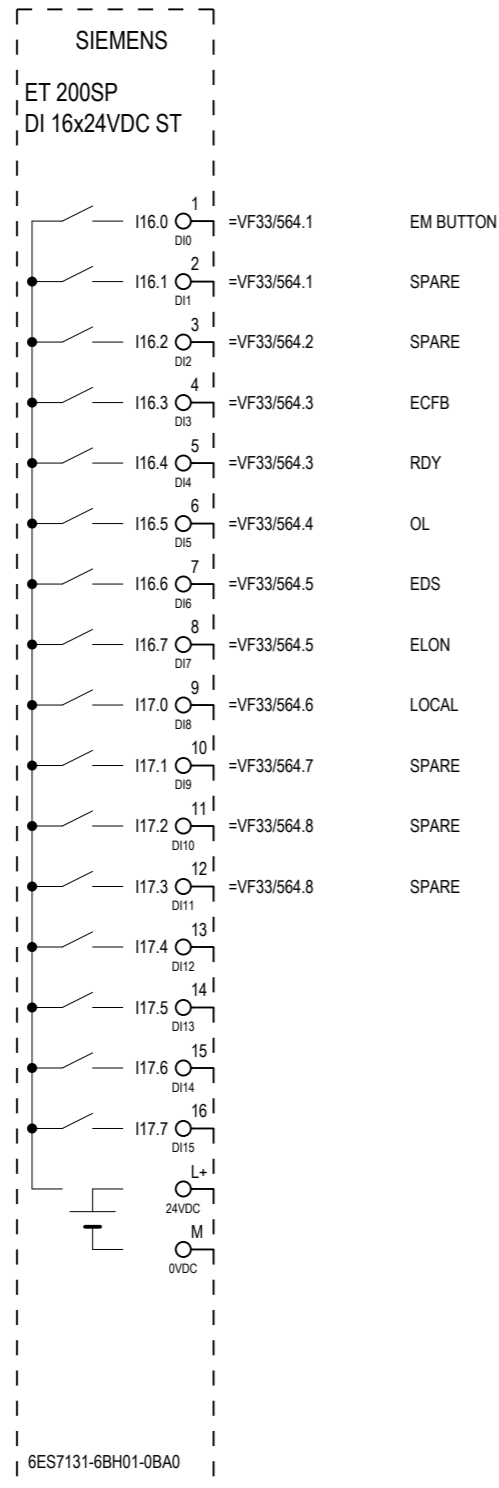 SIEMENS
ET 200SP
DI 16x24VDC ST
1
I16.0 =VF33/564.1 EM BUTTON
DI0
2
I16.1 =VF33/564.1 SPARE
DI1
3
I16.2 =VF33/564.2 SPARE
DI2
4
I16.3 =VF33/564.3 ECFB
DI3
5
I16.4 =VF33/564.3 RDY
DI4
6
I16.5 =VF33/564.4 OL
DI5
7
I16.6 =VF33/564.5 EDS
DI6
8
I16.7 =VF33/564.5 ELON
DI7
9
I17.0 =VF33/564.6 LOCAL
DI8
10
I17.1 =VF33/564.7 SPARE
DI9
11
I17.2 =VF33/564.8 SPARE
DI10
12
I17.3 =VF33/564.8 SPARE
DI11
13
I17.4
DI12
14
I17.5
DI13
15
I17.6
DI14
16
I17.7
DI15
L+
24VDC
M
0VDC
6ES7131-6BH01-0BA0